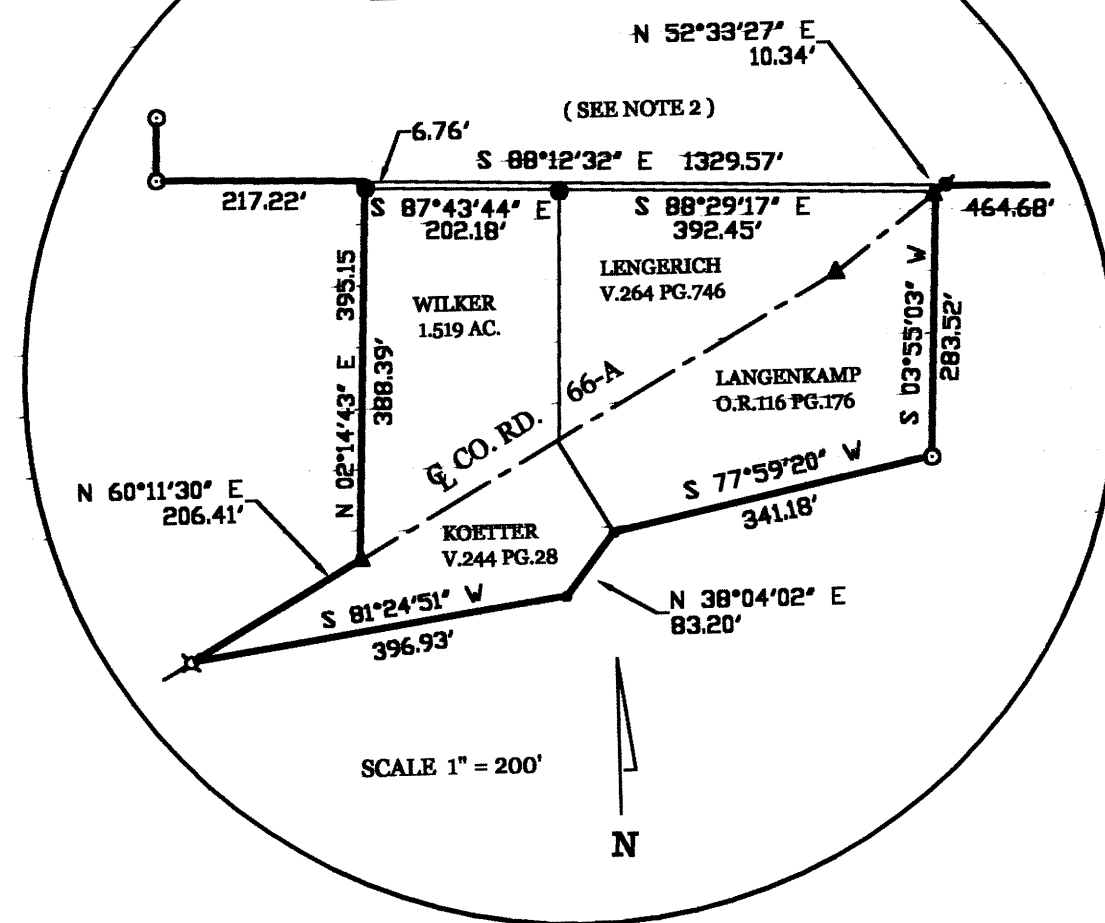 N 52°33'27" E
10.34'
( SEE NOTE 2 )
6.76'
S 88°12'32" E 1329.57'
217.22'
S 87°43'44" E
202.18'
S 88°29'17" E
392.45'
464.68'
LENGERICH
V.264 PG.746
WILKER
1.519 AC.
N 02°14'43" E 395.15
388.39'
S 03°55'03" W
283.52'
LANGENKAMP
O.R.116 PG.176
℄ CO. RD. 66-A
S 77°59'20" W
341.18'
N 60°11'30" E
206.41'
KOETTER
V.244 PG.28
S 81°24'51" W
396.93'
N 38°04'02" E
83.20'
SCALE 1" = 200'
N